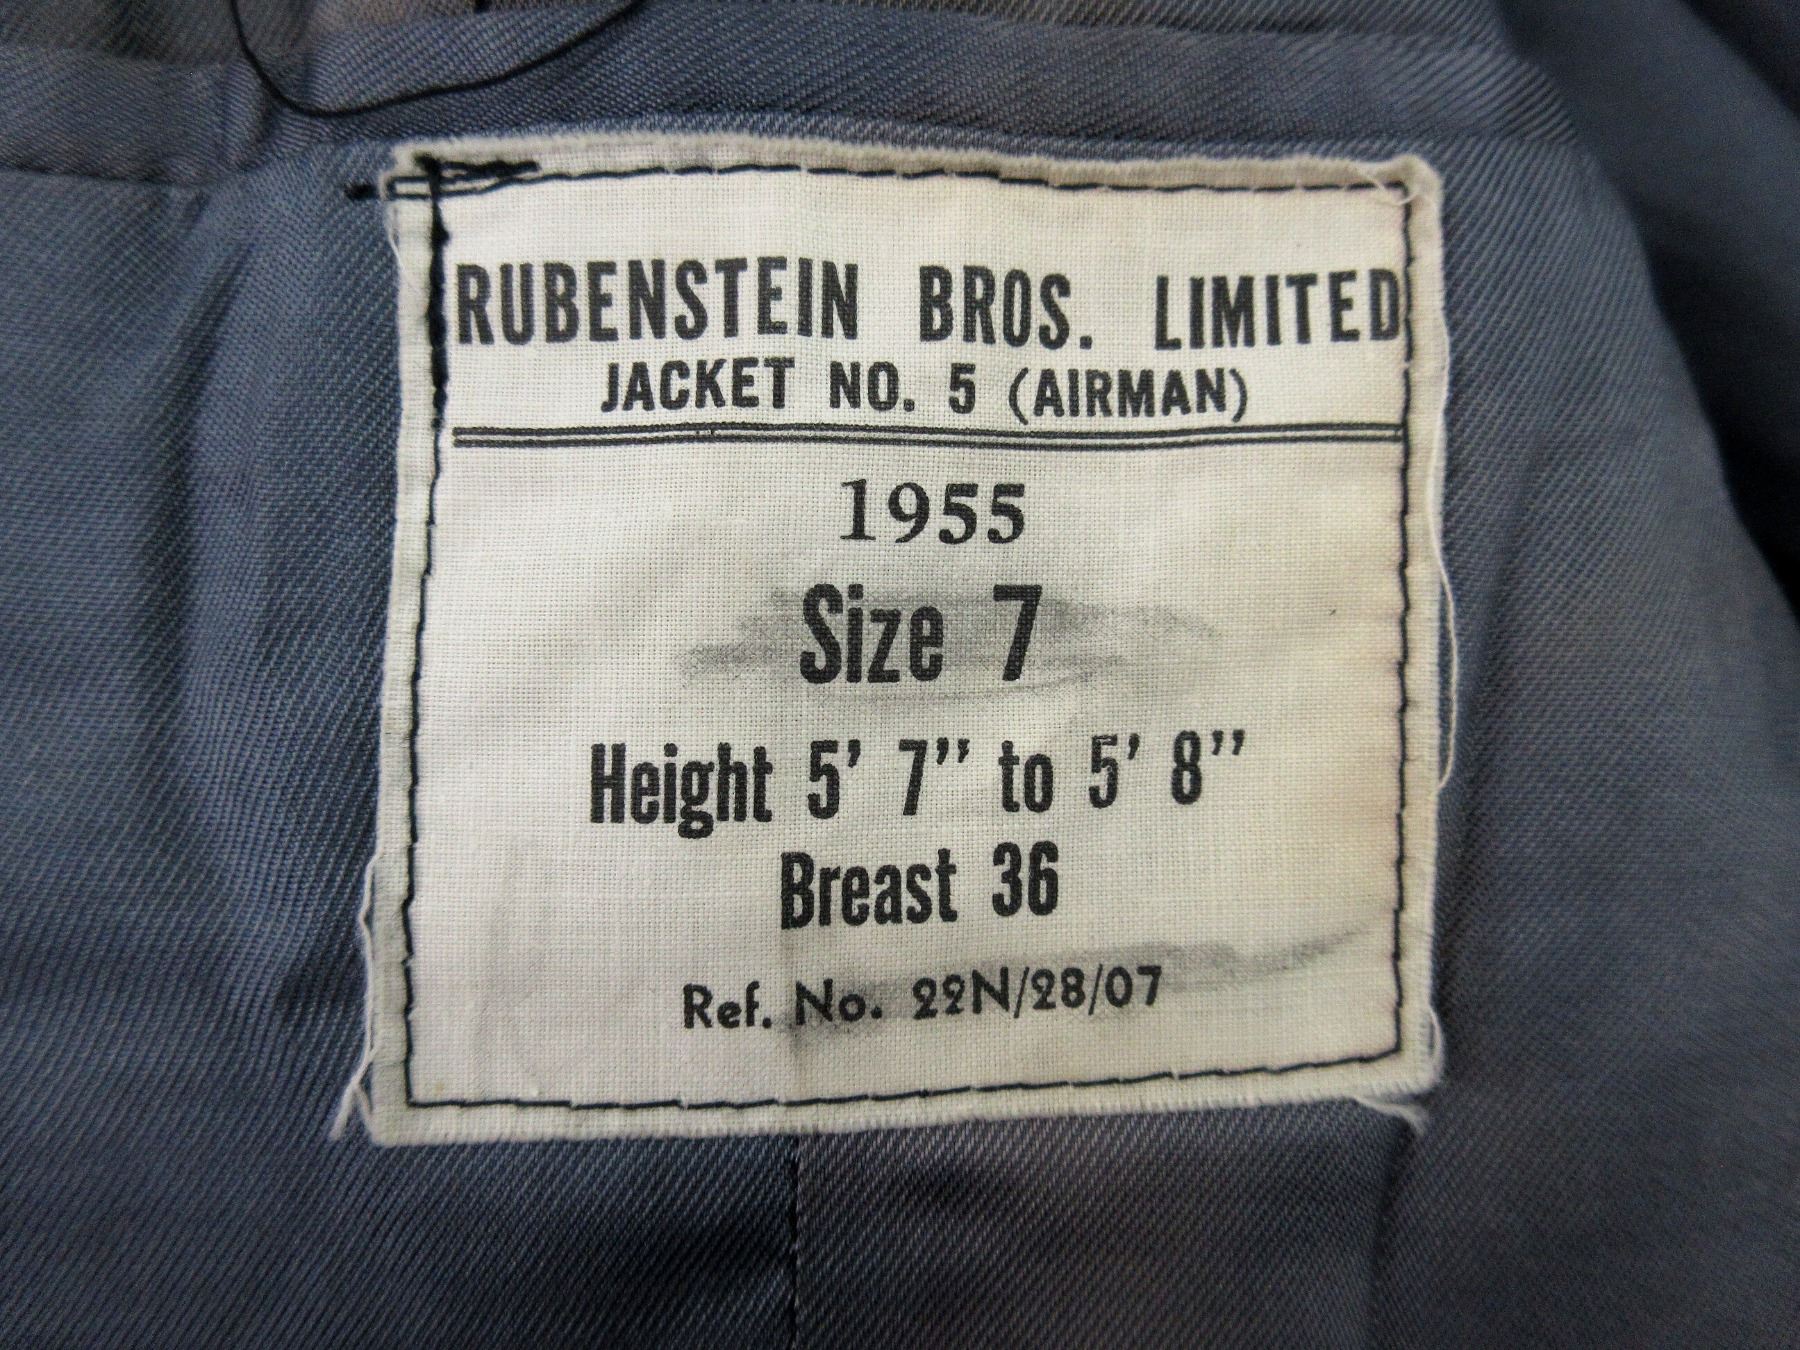 RUBENSTEIN BROS. LIMITED
JACKET NO. 5 (AIRMAN)
1955
Size 7
Height 5' 7" to 5' 8"
Breast 36
Ref. No. 22N/28/07